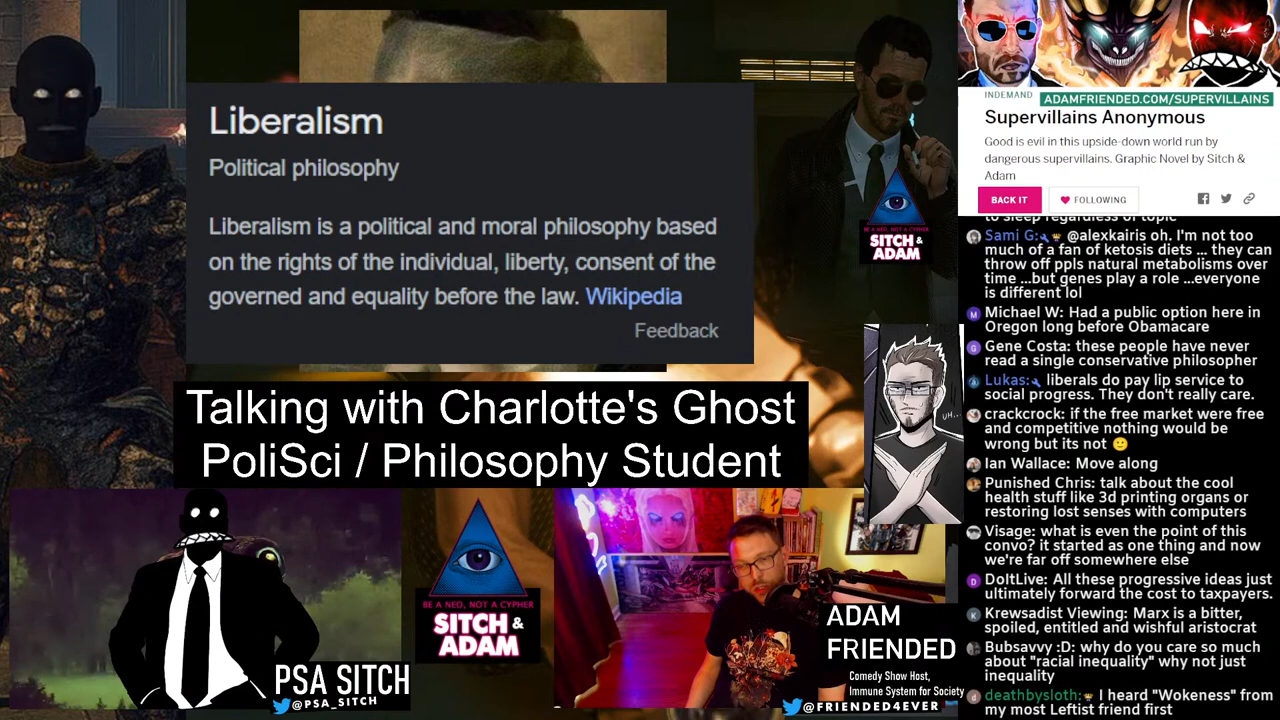 Liberalism
Political philosophy
Liberalism is a political and moral philosophy based
on the rights of the individual, liberty, consent of the
governed and equality before the law. Wikipedia
Feedback
Talking with Charlotte's Ghost
PoliSci / Philosophy Student
BE A NEO, NOT A CYPHER
SITCH &
ADAM
UH...
PSA SITCH
@PSA_SITCH
BE A NEO, NOT A CYPHER
SITCH &
ADAM
ADAM
FRIENDED
Comedy Show Host,
Immune System for Society
@FRIENDED4EVER
INDEMAND
ADAMFRIENDED.COM/SUPERVILLAINS
Supervillains Anonymous
Good is evil in this upside-down world run by
dangerous supervillains. Graphic Novel by Sitch &
Adam
BACK IT
FOLLOWING
to sleep regardless of topic
Sami G: @alexkairis oh. I'm not too
much of a fan of ketosis diets ... they can
throw off ppls natural metabolisms over
time ...but genes play a role ...everyone
is different lol
Michael W: Had a public option here in
Oregon long before Obamacare
Gene Costa: these people have never
read a single conservative philosopher
Lukas: liberals do pay lip service to
social progress. They don't really care.
crackcrock: if the free market were free
and competitive nothing would be
wrong but its not
Ian Wallace: Move along
Punished Chris: talk about the cool
health stuff like 3d printing organs or
restoring lost senses with computers
Visage: what is even the point of this
convo? it started as one thing and now
we're far off somewhere else
DoItLive: All these progressive ideas just
ultimately forward the cost to taxpayers.
Krewsadist Viewing: Marx is a bitter,
spoiled, entitled and wishful aristocrat
Bubsavvy :D: why do you care so much
about "racial inequality" why not just
inequality
deathbysloth: I heard "Wokeness" from
my most Leftist friend first